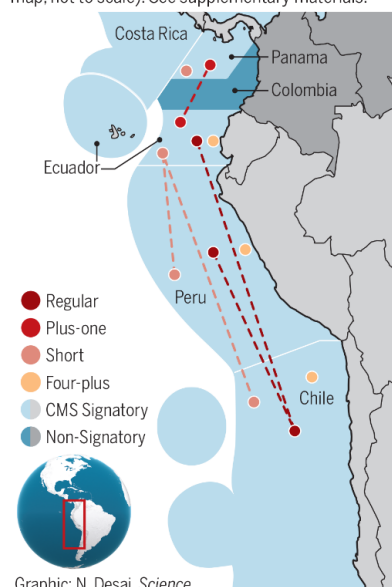 map, not to scale). See supplementary materials.
Costa Rica
Panama
Colombia
Ecuador
Peru
Regular
Plus-one
Short
Four-plus
CMS Signatory
Non-Signatory
Chile
Graphic: N. Desai, Science